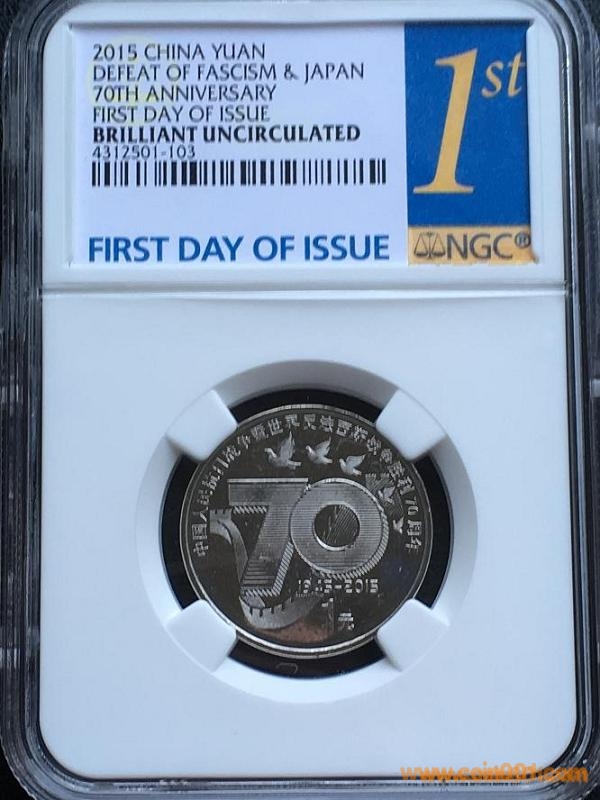 2015 CHINA YUAN
DEFEAT OF FASCISM & JAPAN
70TH ANNIVERSARY
FIRST DAY OF ISSUE
BRILLIANT UNCIRCULATED
4312501-103
1st
FIRST DAY OF ISSUE
NGC®
中国人民抗日战争暨世界反法西斯战争胜利70周年
70
1945-2015
1元
www.coin001.com